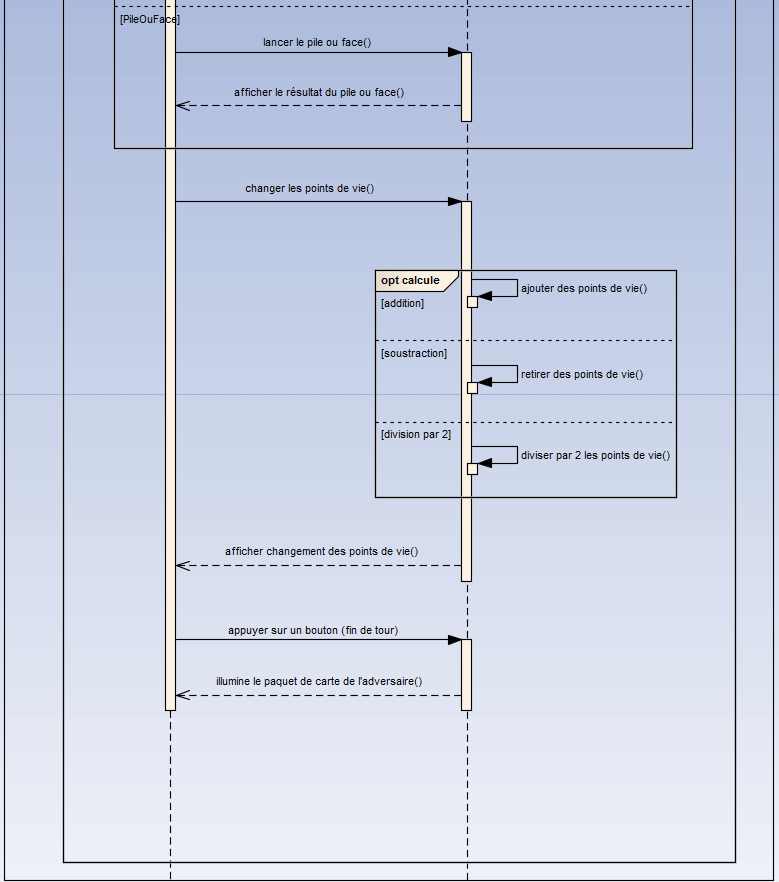 [PileOuFace]
lancer le pile ou face()
afficher le résultat du pile ou face()
changer les points de vie()
opt calcule
ajouter des points de vie()
[addition]
[soustraction]
retirer des points de vie()
[division par 2]
diviser par 2 les points de vie()
afficher changement des points de vie()
appuyer sur un bouton (fin de tour)
illumine le paquet de carte de l'adversaire()